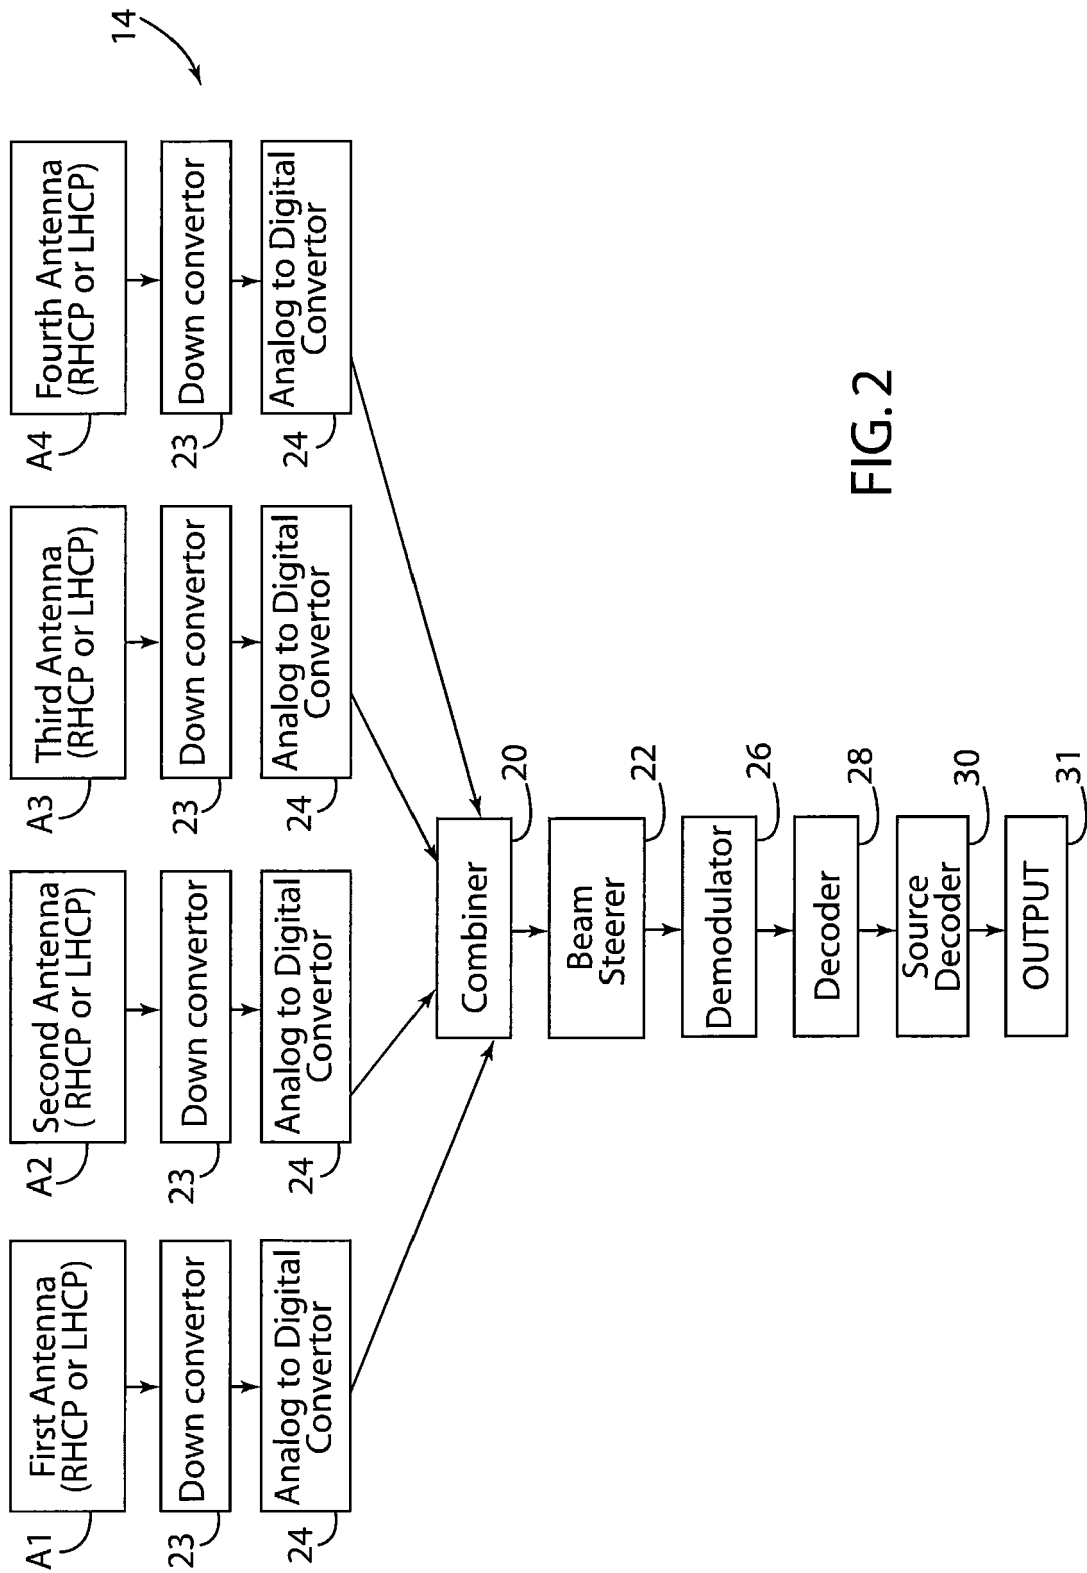 14
First Antenna
(RHCP or LHCP)
A1
Second Antenna
( RHCP or LHCP)
A2
Third Antenna
(RHCP or LHCP)
A3
Fourth Antenna
(RHCP or LHCP)
A4
Down convertor
23
Down convertor
23
Down convertor
23
Down convertor
23
Analog to Digital
Convertor
24
Analog to Digital
Convertor
24
Analog to Digital
Convertor
24
Analog to Digital
Convertor
24
Combiner
20
Beam
Steerer
22
Demodulator
26
Decoder
28
Source
Decoder
30
OUTPUT
31
FIG. 2